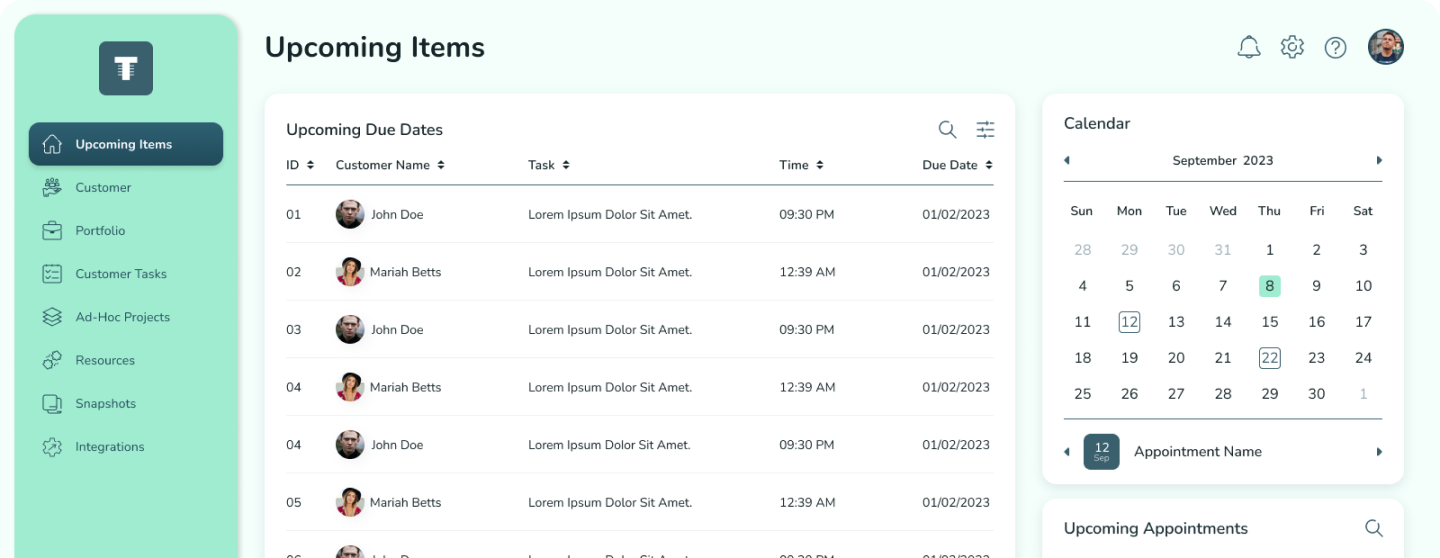 T
Upcoming Items
Customer
Portfolio
Customer Tasks
Ad-Hoc Projects
Resources
Snapshots
Integrations
Upcoming Items
Upcoming Due Dates
ID Customer Name Task Time Due Date
01 John Doe Lorem Ipsum Dolor Sit Amet. 09:30 PM 01/02/2023
02 Mariah Betts Lorem Ipsum Dolor Sit Amet. 12:39 AM 01/02/2023
03 John Doe Lorem Ipsum Dolor Sit Amet. 09:30 PM 01/02/2023
04 Mariah Betts Lorem Ipsum Dolor Sit Amet. 12:39 AM 01/02/2023
04 John Doe Lorem Ipsum Dolor Sit Amet. 09:30 PM 01/02/2023
05 Mariah Betts Lorem Ipsum Dolor Sit Amet. 12:39 AM 01/02/2023
Calendar
September 2023
Sun Mon Tue Wed Thu Fri Sat
28 29 30 31 1 2 3
4 5 6 7 8 9 10
11 12 13 14 15 16 17
18 19 20 21 22 23 24
25 26 27 28 29 30 1
12
Sep
Appointment Name
Upcoming Appointments